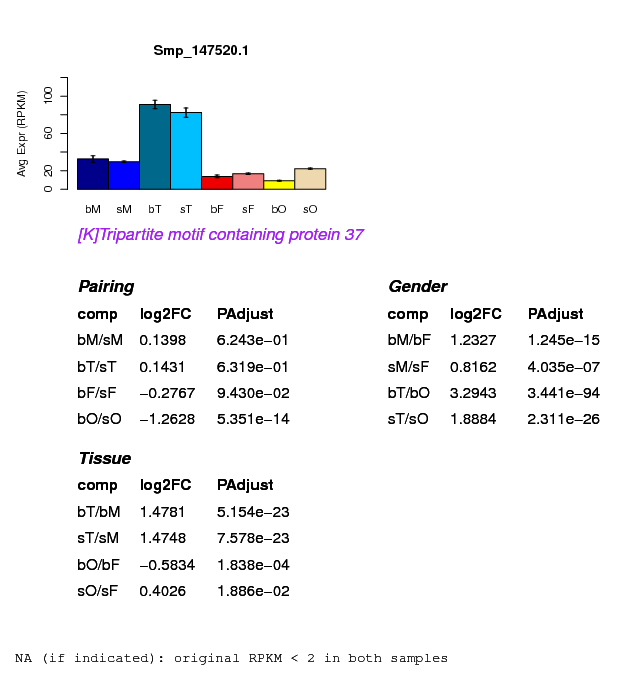 Smp_147520.1
Avg Expr (RPKM)
0 20 60 100
bM sM bT sT bF sF bO sO
[K]Tripartite motif containing protein 37
Pairing
comp log2FC PAdjust
bM/sM 0.1398 6.243e−01
bT/sT 0.1431 6.319e−01
bF/sF −0.2767 9.430e−02
bO/sO −1.2628 5.351e−14
Gender
comp log2FC PAdjust
bM/bF 1.2327 1.245e−15
sM/sF 0.8162 4.035e−07
bT/bO 3.2943 3.441e−94
sT/sO 1.8884 2.311e−26
Tissue
comp log2FC PAdjust
bT/bM 1.4781 5.154e−23
sT/sM 1.4748 7.578e−23
bO/bF −0.5834 1.838e−04
sO/sF 0.4026 1.886e−02
NA (if indicated): original RPKM < 2 in both samples